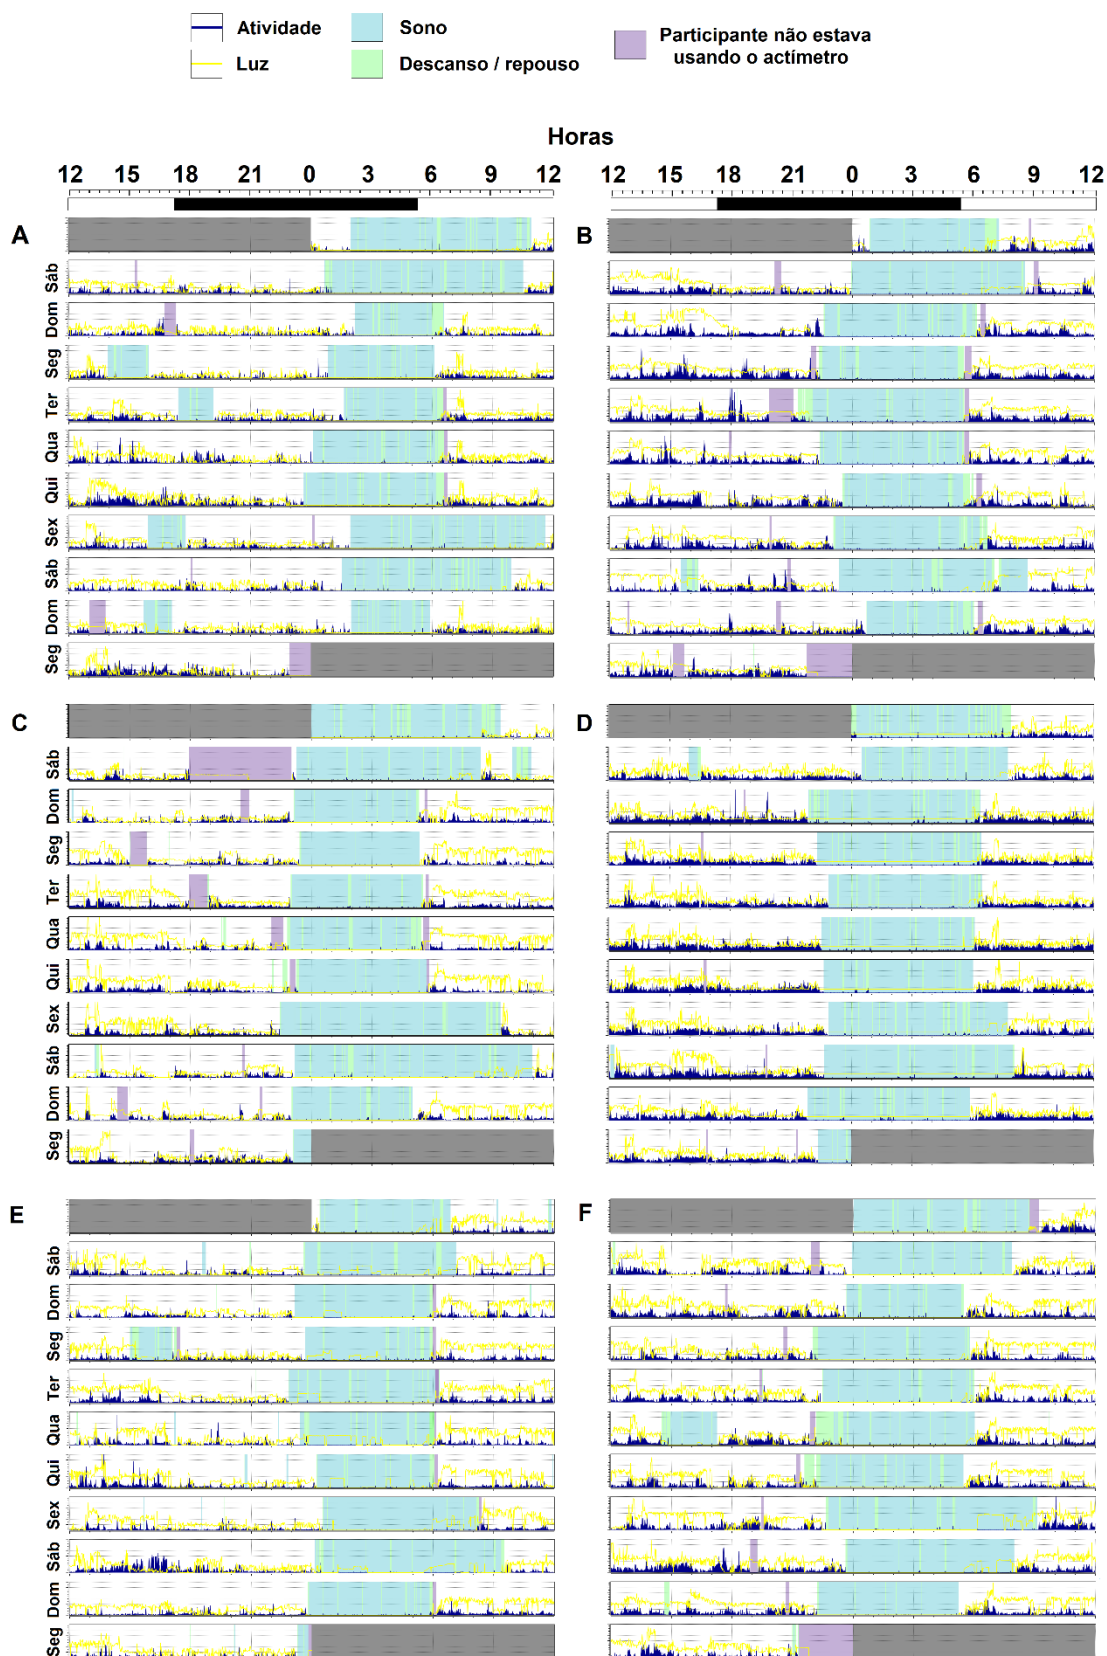 Atividade
Sono
Participante não estava
usando o actímetro
Luz
Descanso / repouso
Horas
12 15 18 21 0 3 6 9 12
12 15 18 21 0 3 6 9 12
A
Sáb
Dom
Seg
Ter
Qua
Qui
Sex
Sáb
Dom
Seg
B
C
Sáb
Dom
Seg
Ter
Qua
Qui
Sex
Sáb
Dom
Seg
D
E
Sáb
Dom
Seg
Ter
Qua
Qui
Sex
Sáb
Dom
Seg
F